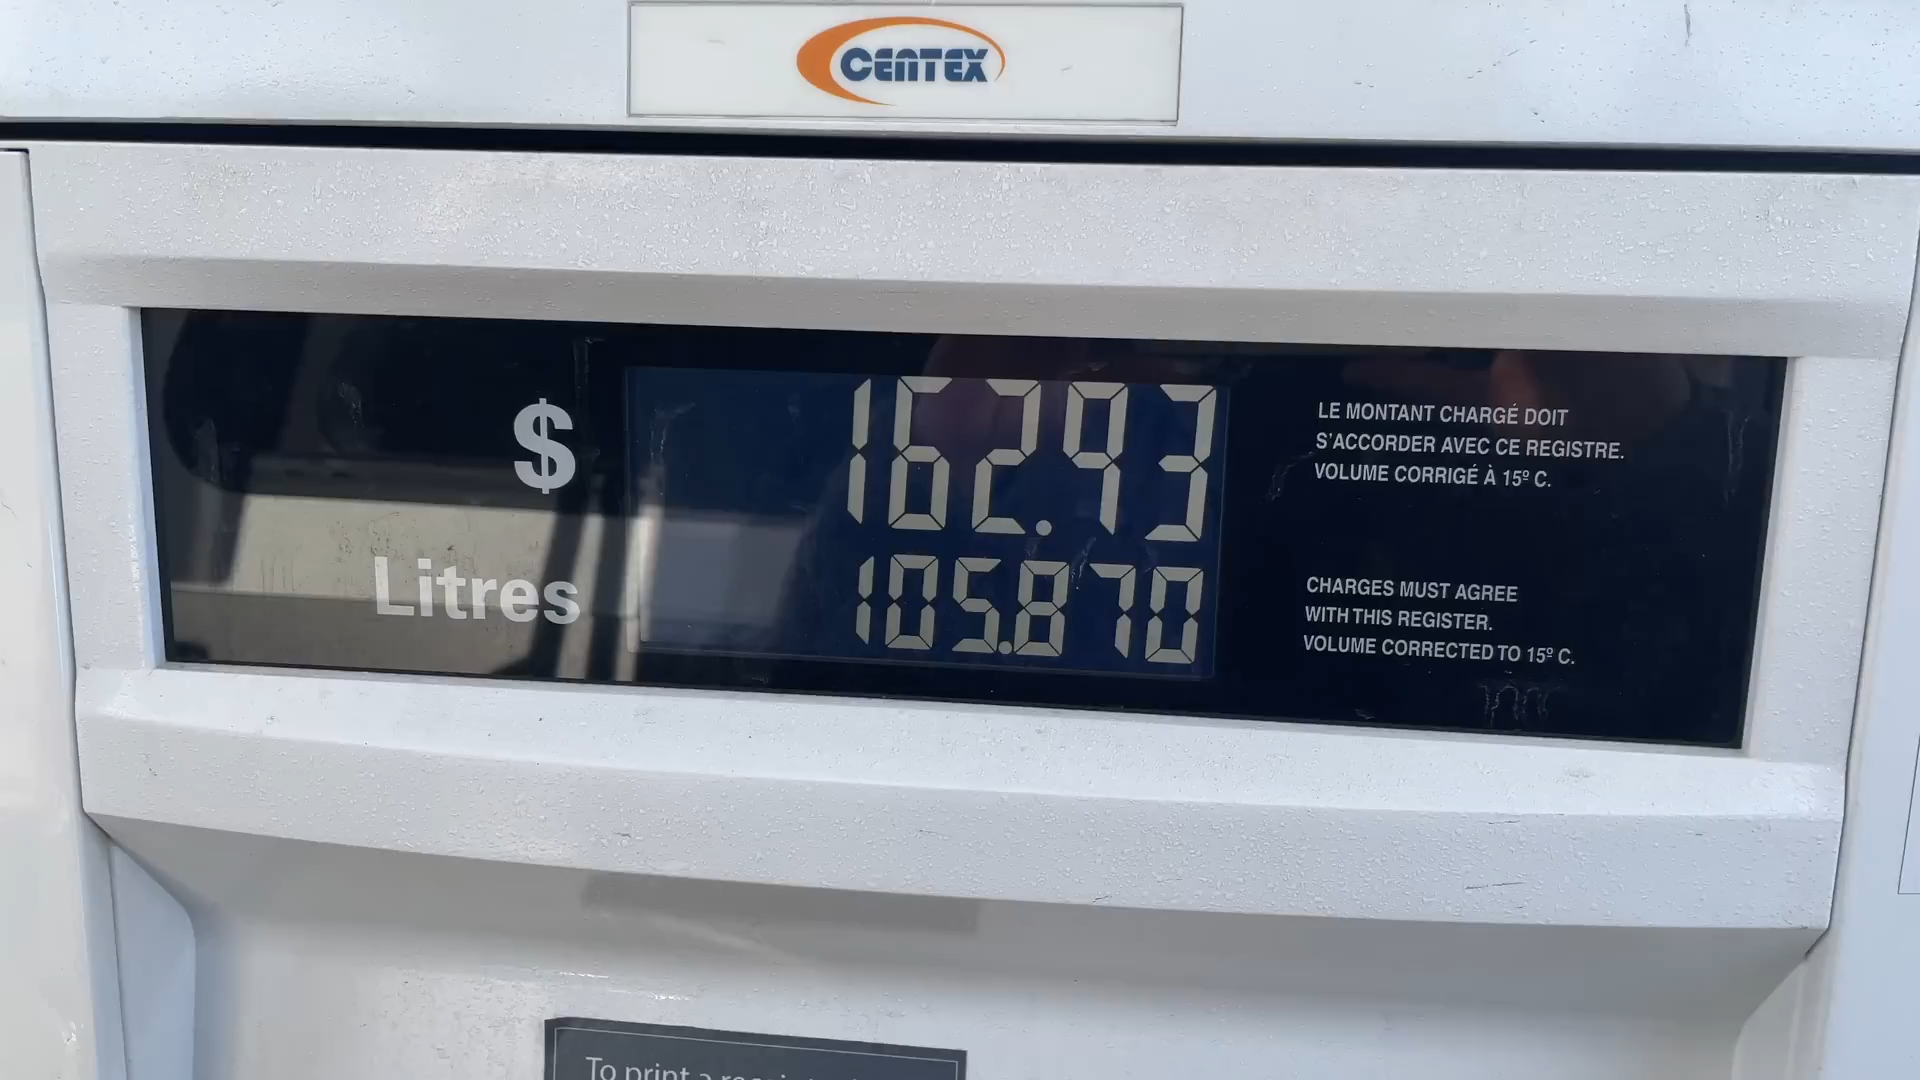 CENTEX
$ 162.93
LE MONTANT CHARGÉ DOIT
S'ACCORDER AVEC CE REGISTRE.
VOLUME CORRIGÉ À 15º C.
Litres 105.870
CHARGES MUST AGREE
WITH THIS REGISTER.
VOLUME CORRECTED TO 15º C.
To print a